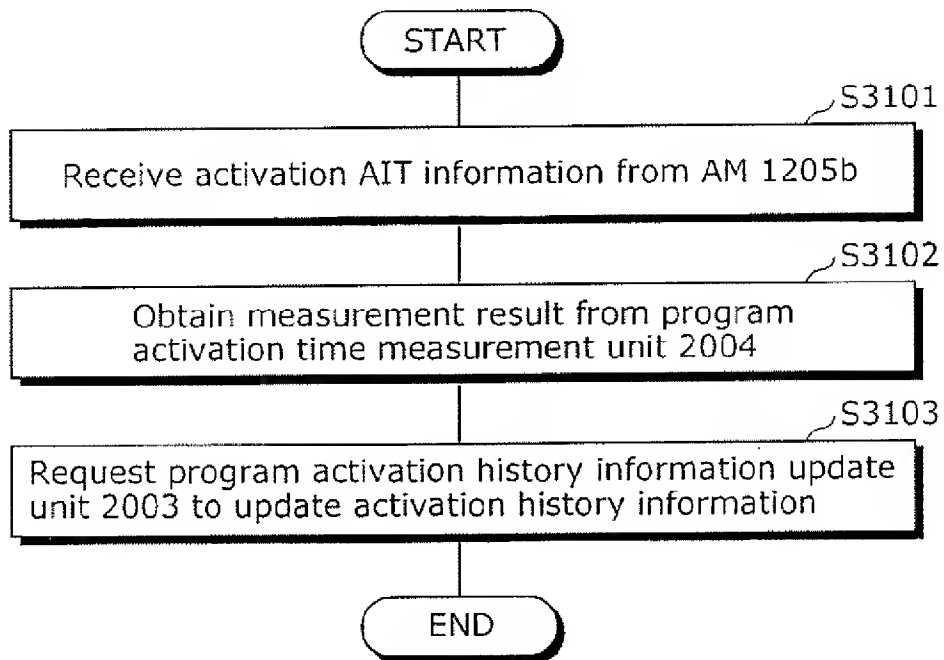 START
S3101
Receive activation AIT information from AM 1205b
S3102
Obtain measurement result from program
activation time measurement unit 2004
S3103
Request program activation history information update
unit 2003 to update activation history information
END